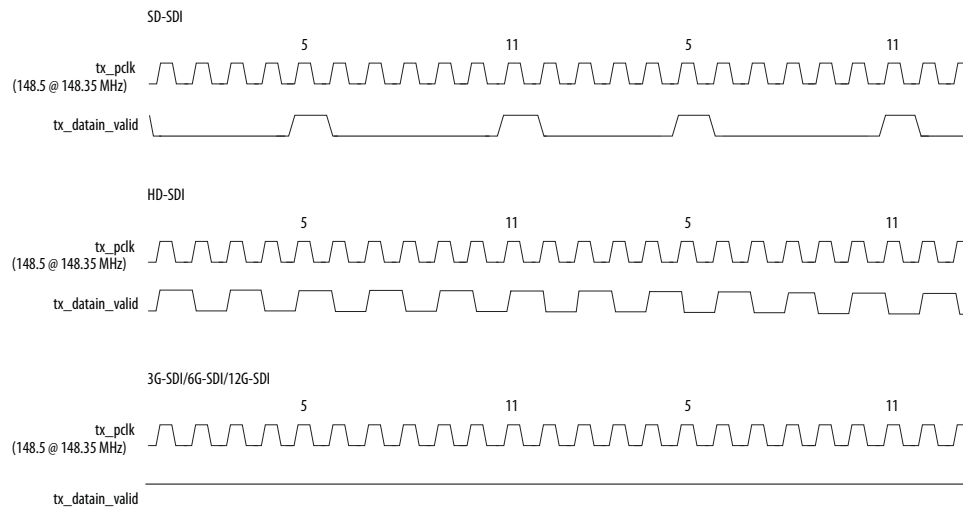 SD-SDI
5 11 5 11
tx_pclk
(148.5 @ 148.35 MHz)
tx_datain_valid
HD-SDI
5 11 5 11
tx_pclk
(148.5 @ 148.35 MHz)
tx_datain_valid
3G-SDI/6G-SDI/12G-SDI
5 11 5 11
tx_pclk
(148.5 @ 148.35 MHz)
tx_datain_valid